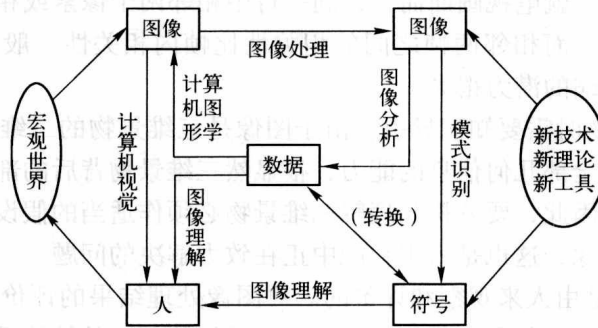 图像
图像
图像处理
计算机图形学
图像分析
宏观世界
计算机视觉
数据
模式识别
新技术
新理论
新工具
图像理解
（转换）
人
图像理解
符号